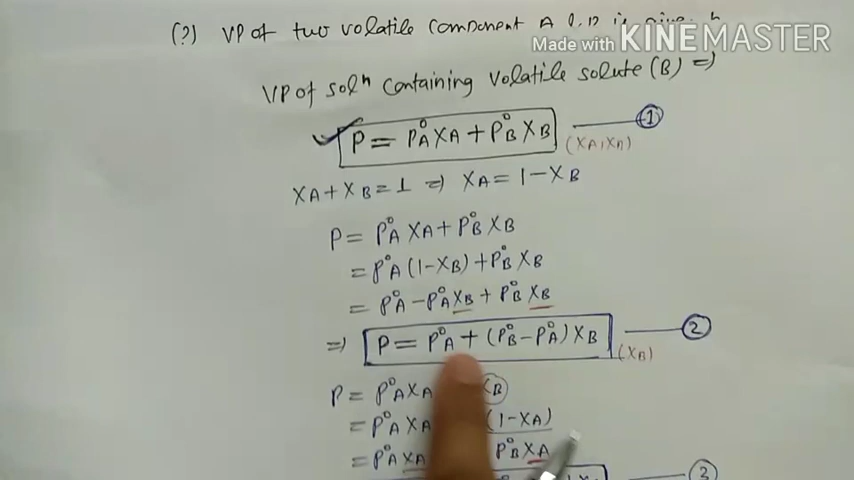 (?) VP of two volatile component A
Made with KINEMASTER
VP of solⁿ containing volatile solute (B) ⇒
P = P°A XA + P°B XB —— 1
(XA, XB)
XA + XB = 1 ⇒ XA = 1 - XB
P = P°A XA + P°B XB
= P°A (1 - XB) + P°B XB
= P°A - P°A XB + P°B XB
⇒ P = P°A + (P°B - P°A) XB —— 2
(XB)
P = P°A XA XB
= P°A XA (1 - XA)
= P°A XA P°B XA
3